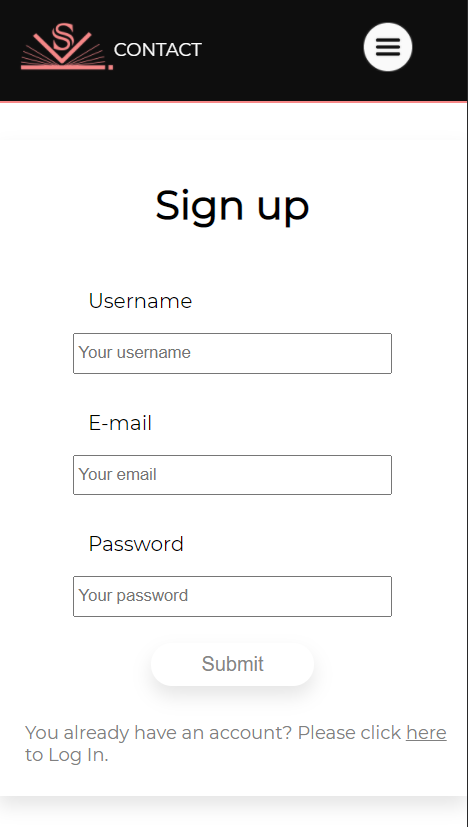 S
CONTACT
Sign up
Username
Your username
E-mail
Your email
Password
Your password
Submit
You already have an account? Please click here
to Log In.